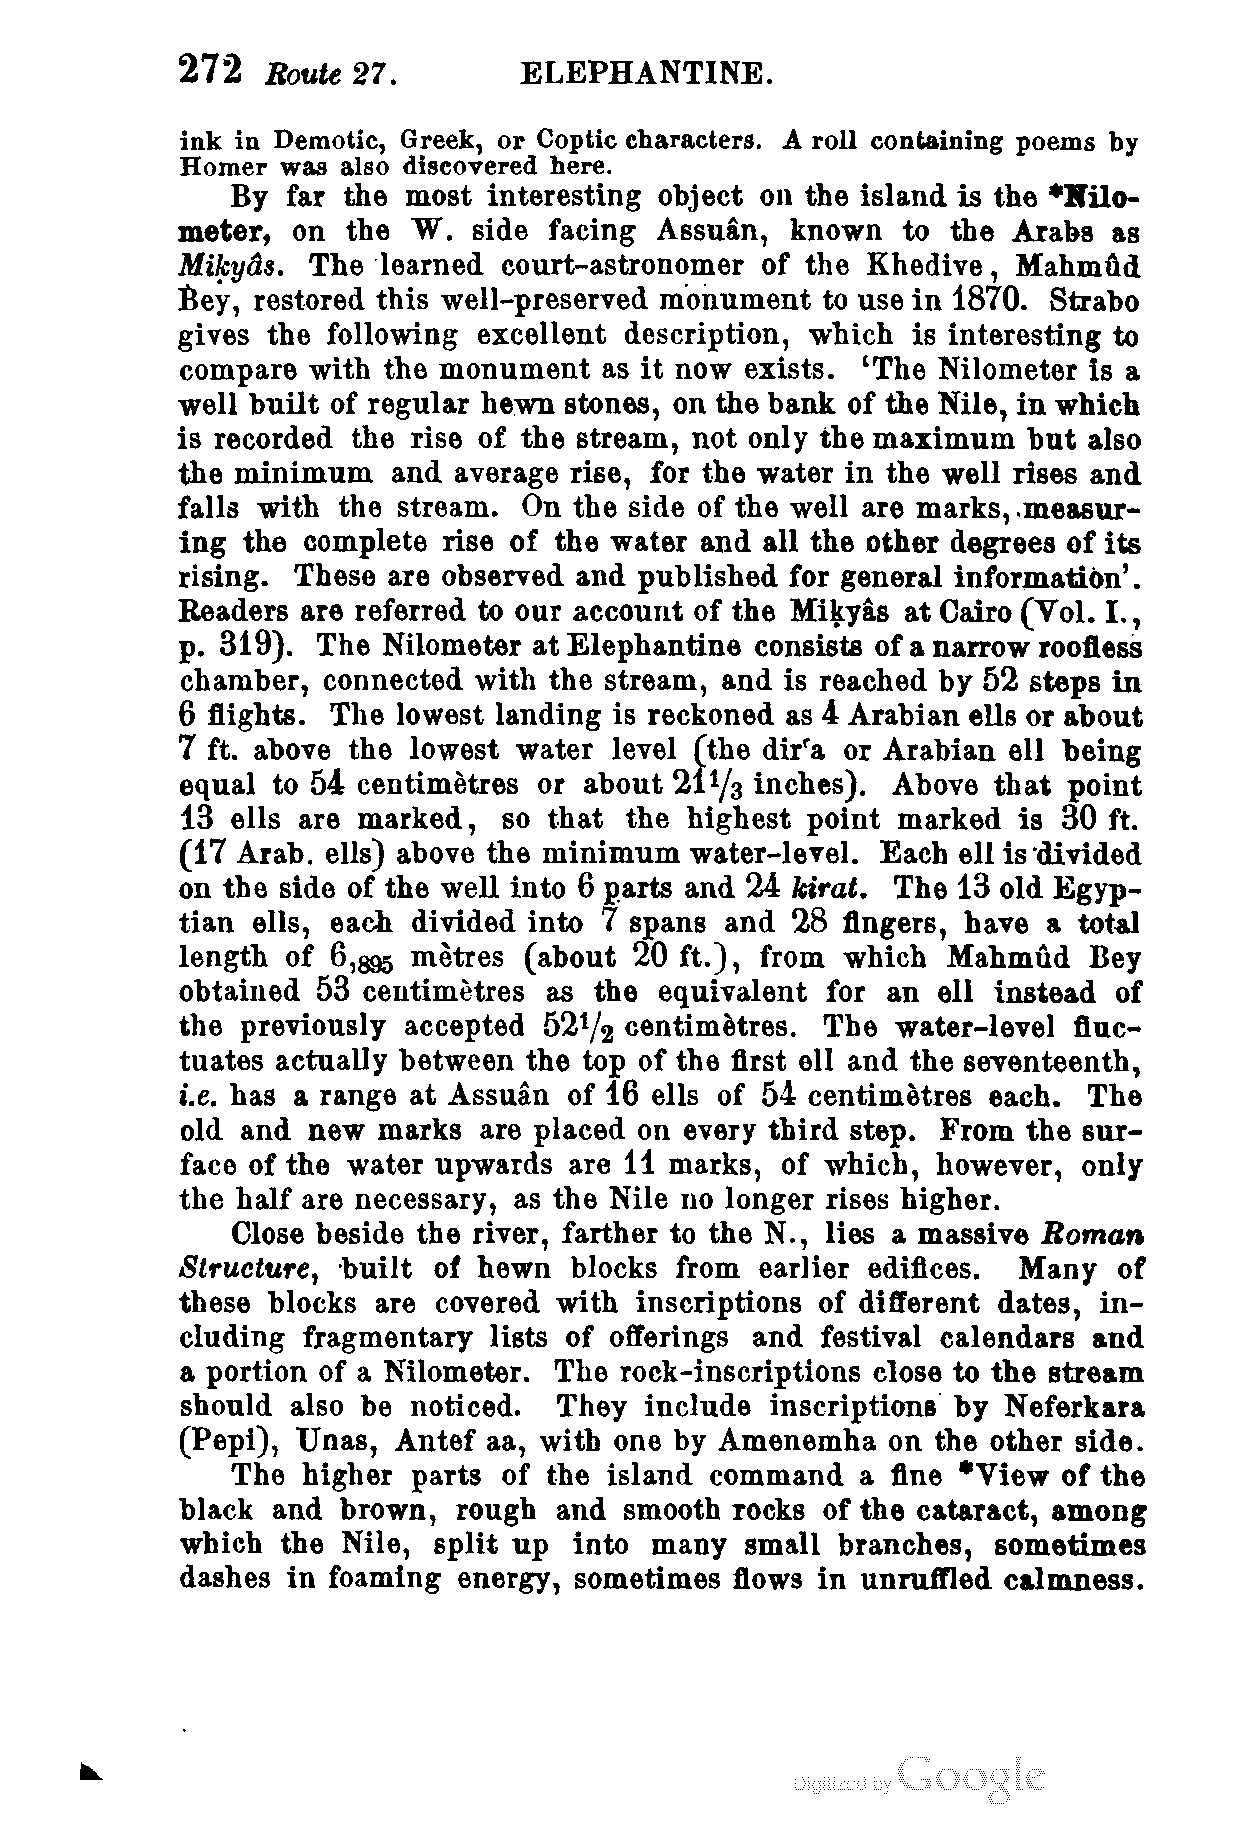 272 Route 27. ELEPHANTINE.
ink in Demotic, Greek, or Coptic characters. A roll containing poems by
Homer was also discovered here.
By far the most interesting object on the island is the *Nilo-
meter, on the W. side facing Assuân, known to the Arabs as
Miḳyâs. The learned court-astronomer of the Khedive, Mahmûd
Bey, restored this well-preserved monument to use in 1870. Strabo
gives the following excellent description, which is interesting to
compare with the monument as it now exists. ‘The Nilometer is a
well built of regular hewn stones, on the bank of the Nile, in which
is recorded the rise of the stream, not only the maximum but also
the minimum and average rise, for the water in the well rises and
falls with the stream. On the side of the well are marks, measur-
ing the complete rise of the water and all the other degrees of its
rising. These are observed and published for general information’.
Readers are referred to our account of the Miḳyâs at Cairo (Vol. I.,
p. 319). The Nilometer at Elephantine consists of a narrow roofless
chamber, connected with the stream, and is reached by 52 steps in
6 flights. The lowest landing is reckoned as 4 Arabian ells or about
7 ft. above the lowest water level (the dirʿa or Arabian ell being
equal to 54 centimètres or about 21 1/3 inches). Above that point
13 ells are marked, so that the highest point marked is 30 ft.
(17 Arab. ells) above the minimum water-level. Each ell is divided
on the side of the well into 6 parts and 24 kirat. The 13 old Egyp-
tian ells, each divided into 7 spans and 28 fingers, have a total
length of 6,895 mètres (about 20 ft.), from which Mahmûd Bey
obtained 53 centimètres as the equivalent for an ell instead of
the previously accepted 52 1/2 centimètres. The water-level fluc-
tuates actually between the top of the first ell and the seventeenth,
i.e. has a range at Assuân of 16 ells of 54 centimètres each. The
old and new marks are placed on every third step. From the sur-
face of the water upwards are 11 marks, of which, however, only
the half are necessary, as the Nile no longer rises higher.
Close beside the river, farther to the N., lies a massive Roman
Structure, built of hewn blocks from earlier edifices. Many of
these blocks are covered with inscriptions of different dates, in-
cluding fragmentary lists of offerings and festival calendars and
a portion of a Nilometer. The rock-inscriptions close to the stream
should also be noticed. They include inscriptions by Neferkara
(Pepi), Unas, Antef aa, with one by Amenemha on the other side.
The higher parts of the island command a fine *View of the
black and brown, rough and smooth rocks of the cataract, among
which the Nile, split up into many small branches, sometimes
dashes in foaming energy, sometimes flows in unruffled calmness.
Digitized by Google